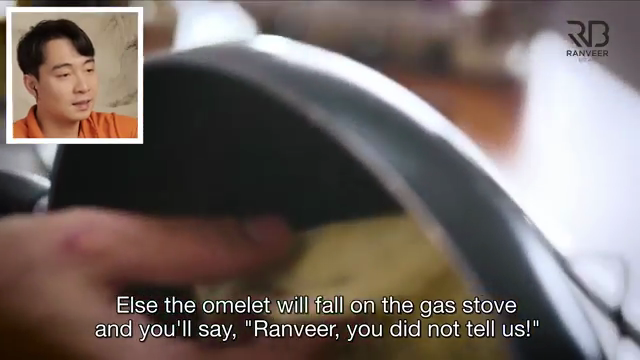 RB
RANVEER
Else the omelet will fall on the gas stove
and you'll say, "Ranveer, you did not tell us!"